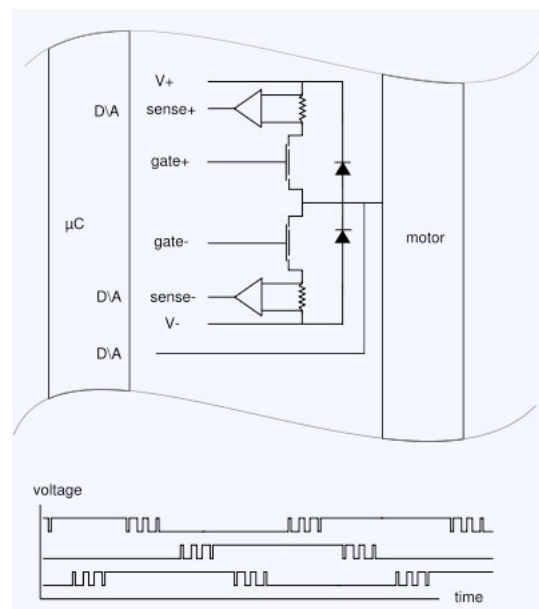 V+
D\A sense+
gate+
µC
motor
gate-
D\A sense-
V-
D\A
voltage
time